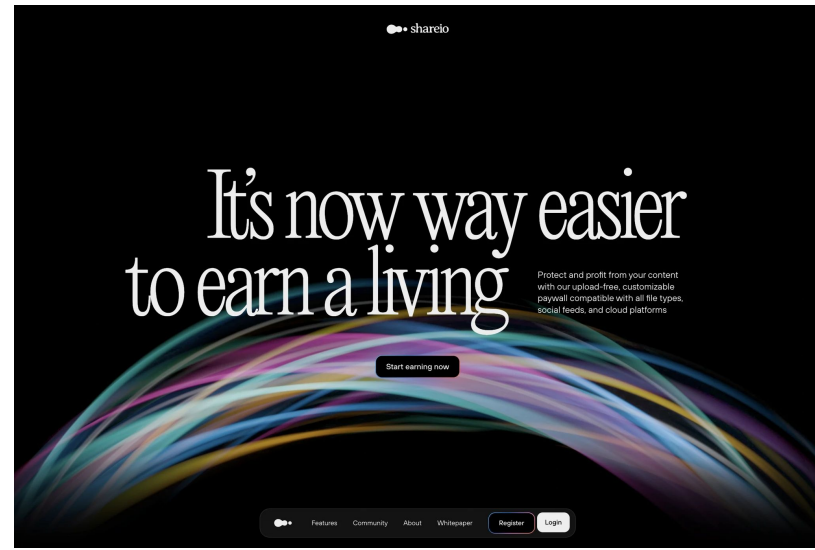 shareio
It's now way easier
to earn a living
Protect and profit from your content
with our upload-free, customizable
paywall compatible with all file types,
social feeds, and cloud platforms
Start earning now
Features Community About Whitepaper Register Login